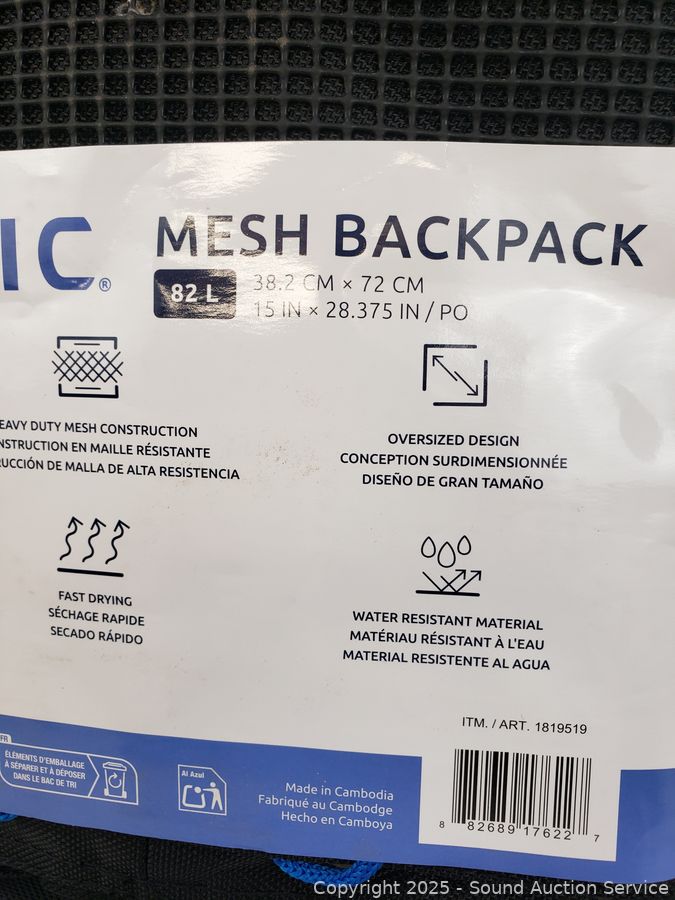 IC®
MESH BACKPACK
82 L
38.2 CM × 72 CM
15 IN × 28.375 IN / PO
EAVY DUTY MESH CONSTRUCTION
NSTRUCTION EN MAILLE RÉSISTANTE
RUCCIÓN DE MALLA DE ALTA RESISTENCIA
OVERSIZED DESIGN
CONCEPTION SURDIMENSIONNÉE
DISEÑO DE GRAN TAMAÑO
FAST DRYING
SÉCHAGE RAPIDE
SECADO RÁPIDO
WATER RESISTANT MATERIAL
MATÉRIAU RÉSISTANT À L'EAU
MATERIAL RESISTENTE AL AGUA
ITM. / ART. 1819519
FR
ÉLÉMENTS D'EMBALLAGE
À SÉPARER ET À DÉPOSER
DANS LE BAC DE TRI
Al Azul
Made in Cambodia
Fabriqué au Cambodge
Hecho en Camboya
8 82689 17622 7
Copyright 2025 - Sound Auction Service